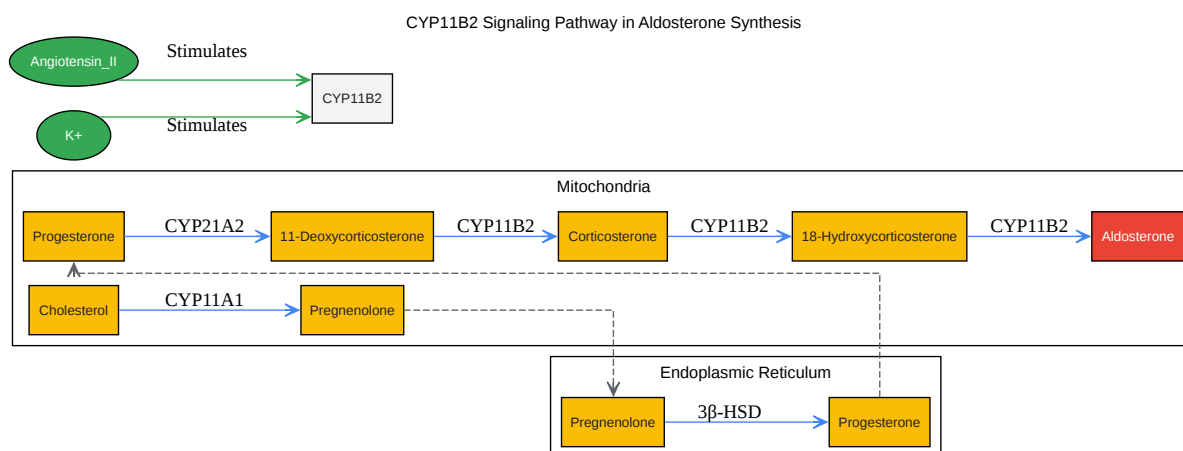 CYP11B2 Signaling Pathway in Aldosterone Synthesis
Angiotensin_II
Stimulates
CYP11B2
K+
Stimulates
Mitochondria
Progesterone
CYP21A2
11-Deoxycorticosterone
CYP11B2
Corticosterone
CYP11B2
18-Hydroxycorticosterone
CYP11B2
Aldosterone
Cholesterol
CYP11A1
Pregnenolone
Endoplasmic Reticulum
Pregnenolone
3β-HSD
Progesterone